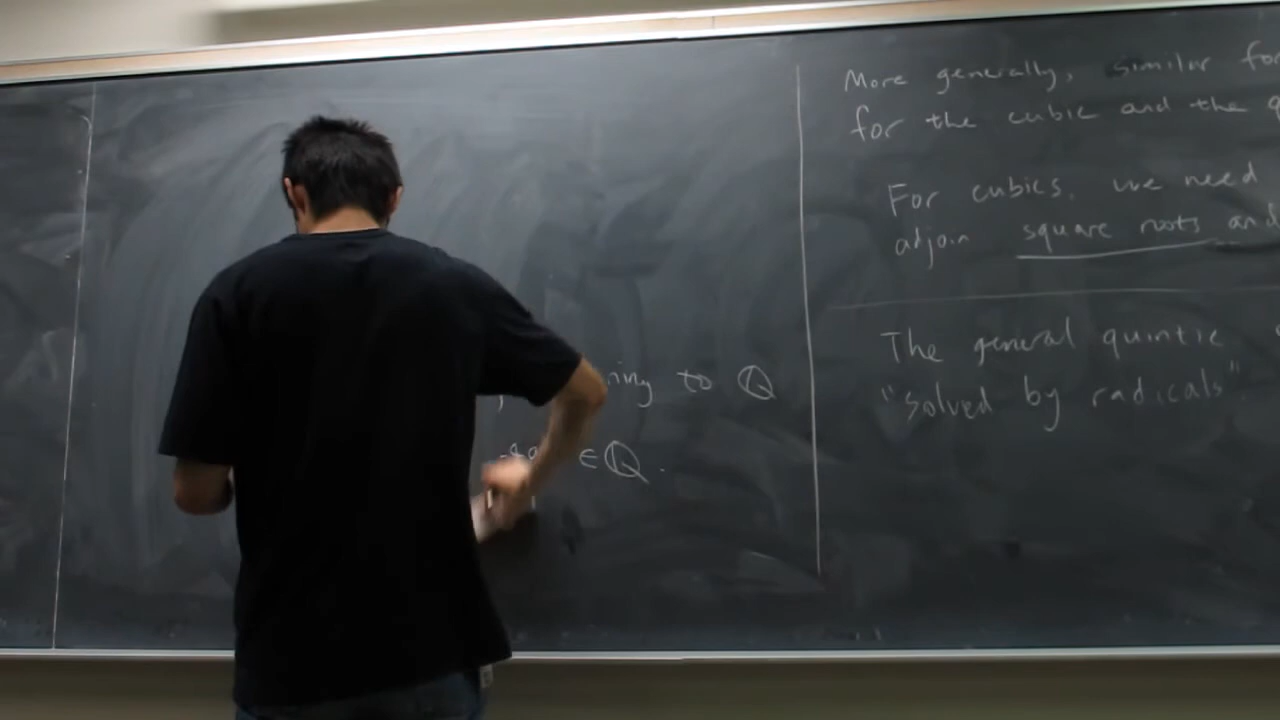 to Q
∈ Q.
More generally, similar
for the cubic and the
For cubics, we need
adjoin square roots and
The general quintic
"solved by radicals".